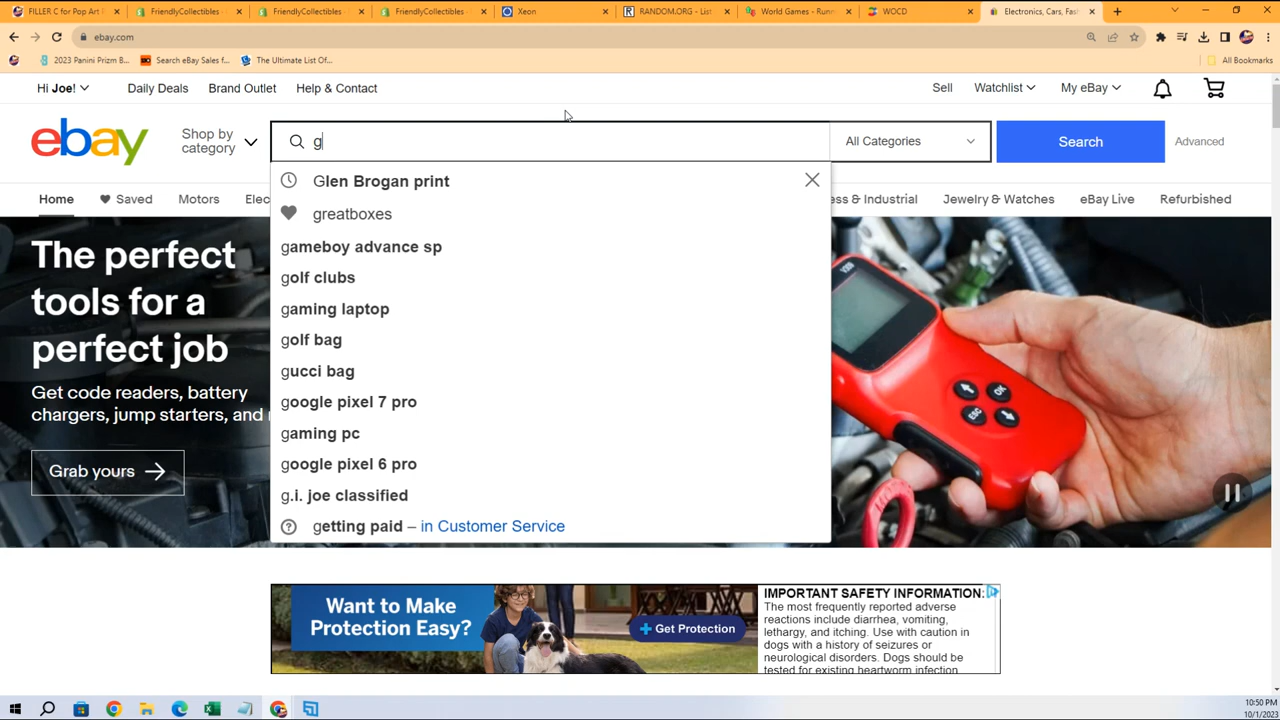 FILLER C for Pop Art P
FriendlyCollectibles -
FriendlyCollectibles -
FriendlyCollectibles -
Xeon
RANDOM.ORG - List
World Games - Runn
WOCD
Electronics, Cars, Fash
ebay.com
2023 Panini Prizm B...
Search eBay Sales f...
The Ultimate List Of...
All Bookmarks
Hi Joe!
Daily Deals
Brand Outlet
Help & Contact
Sell
Watchlist
My eBay
ebay
Shop by
category
g
All Categories
Search
Advanced
Home
Saved
Motors
Elec
ess & Industrial
Jewelry & Watches
eBay Live
Refurbished
Glen Brogan print
greatboxes
gameboy advance sp
golf clubs
gaming laptop
golf bag
gucci bag
google pixel 7 pro
gaming pc
google pixel 6 pro
g.i. joe classified
getting paid – in Customer Service
The perfect
tools for a
perfect job
Get code readers, battery
chargers, jump starters, and
Grab yours
OK
ESC
Want to Make
Protection Easy?
Get Protection
IMPORTANT SAFETY INFORMATION:
The most frequently reported adverse
reactions include diarrhea, vomiting,
lethargy, and itching. Use with caution in
dogs with a history of seizures or
neurological disorders. Dogs should be
tested for existing heartworm infection
10:50 PM
10/1/2023